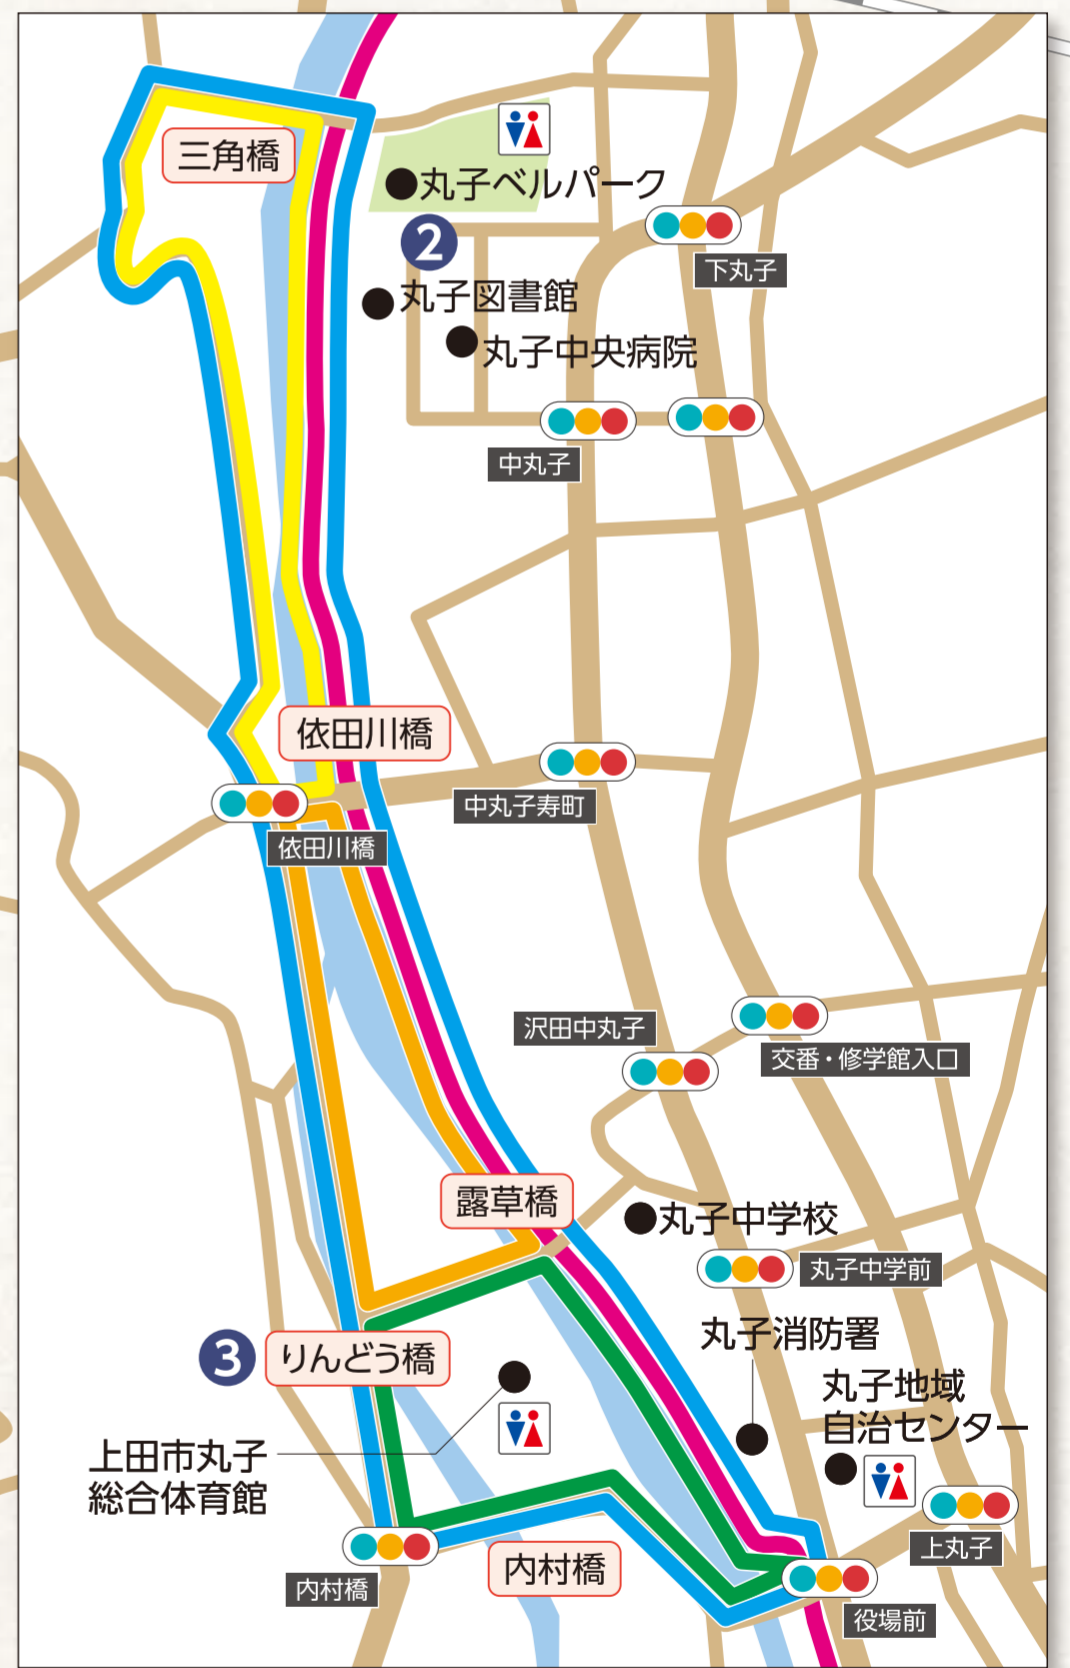 三角橋
丸子ベルパーク
2
下丸子
丸子図書館
丸子中央病院
中丸子
依田川橋
中丸子寿町
依田川橋
沢田中丸子
交番・修学館入口
露草橋
丸子中学校
丸子中学前
丸子消防署
3
りんどう橋
丸子地域
自治センター
上田市丸子
総合体育館
上丸子
内村橋
内村橋
役場前